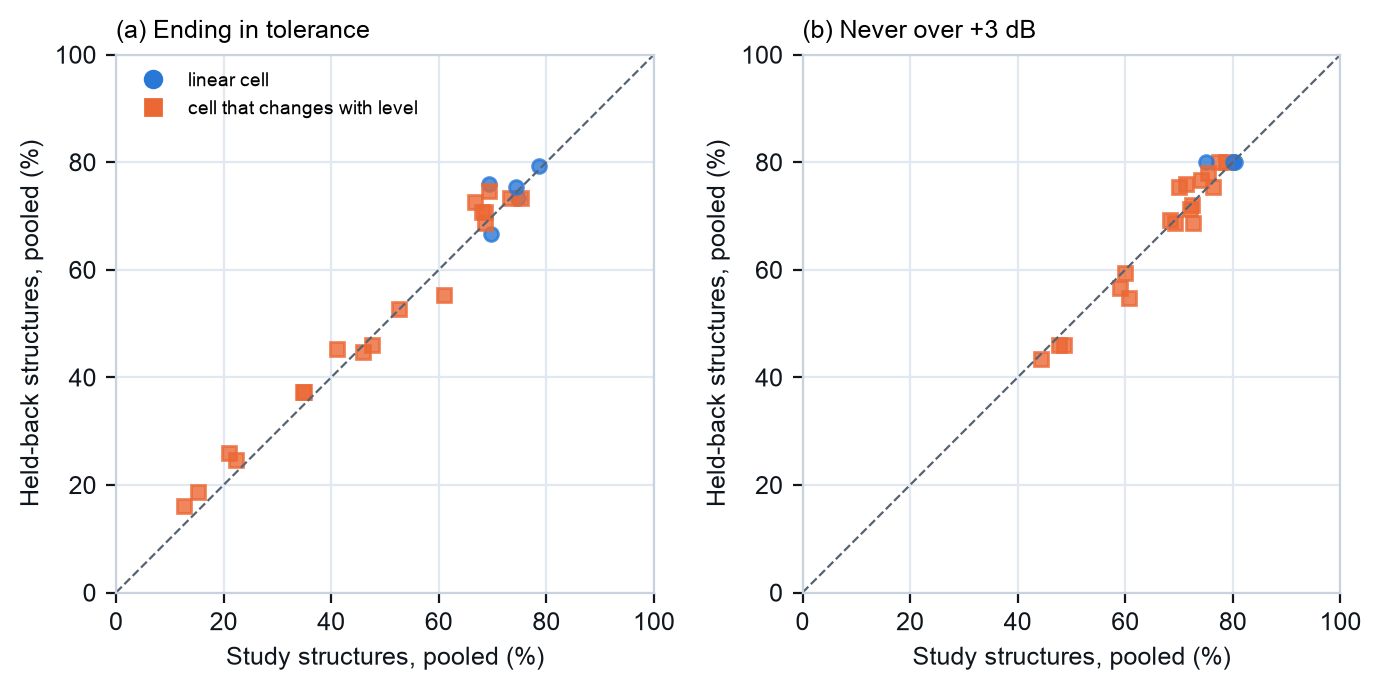 (a) Ending in tolerance
100
80
60
40
20
0
0 20 40 60 80 100
Held-back structures, pooled (%)
Study structures, pooled (%)
linear cell
cell that changes with level
(b) Never over +3 dB
100
80
60
40
20
0
0 20 40 60 80 100
Held-back structures, pooled (%)
Study structures, pooled (%)